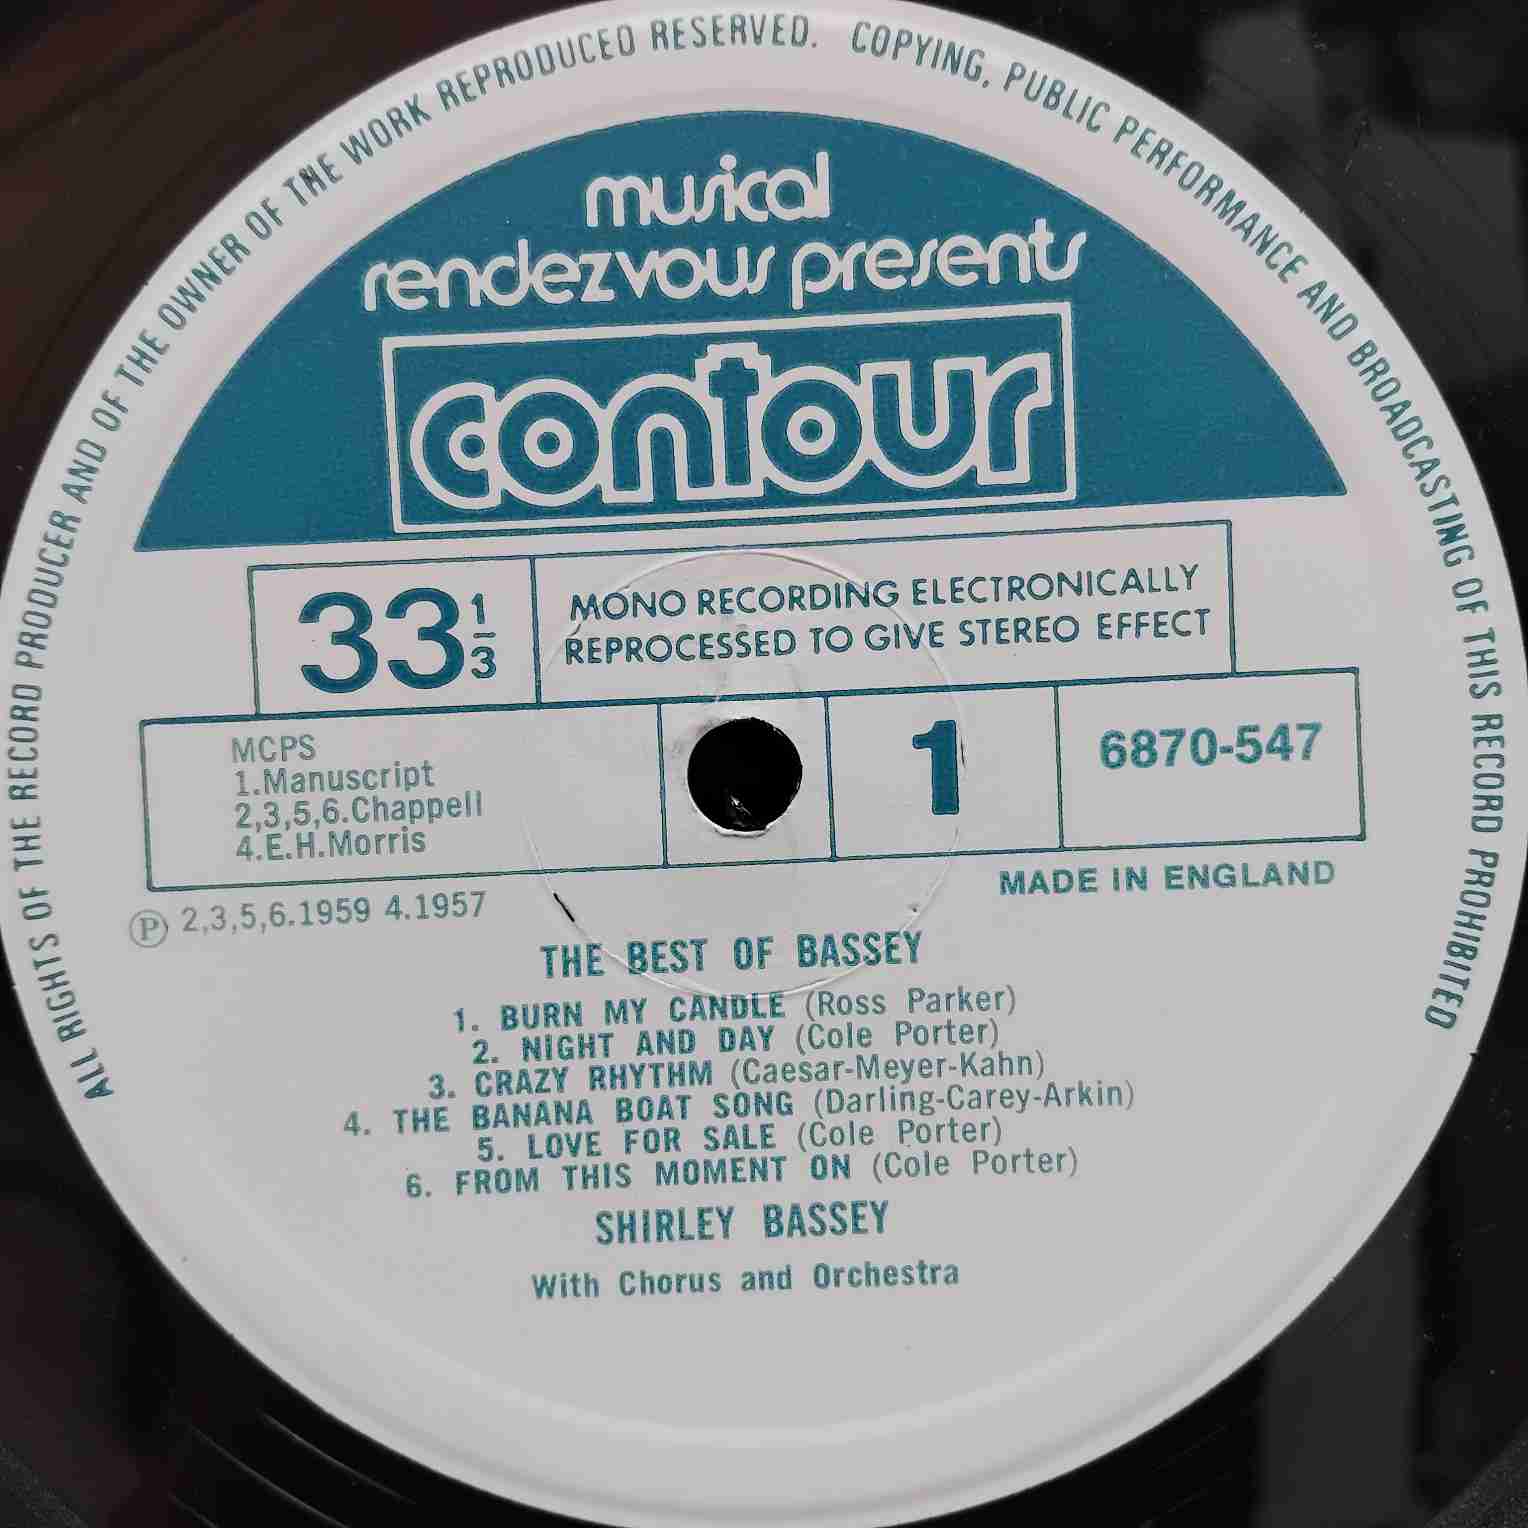 ALL RIGHTS OF THE RECORD PRODUCER AND OF THE OWNER OF THE WORK REPRODUCED RESERVED. COPYING, PUBLIC PERFORMANCE AND BROADCASTING OF THIS RECORD PROHIBITED
musical
rendezvous presents
contour
33 1/3
MONO RECORDING ELECTRONICALLY
REPROCESSED TO GIVE STEREO EFFECT
MCPS
1.Manuscript
2,3,5,6.Chappell
4.E.H.Morris
1
6870-547
MADE IN ENGLAND
Ⓟ 2,3,5,6.1959 4.1957
THE BEST OF BASSEY
1. BURN MY CANDLE (Ross Parker)
2. NIGHT AND DAY (Cole Porter)
3. CRAZY RHYTHM (Caesar-Meyer-Kahn)
4. THE BANANA BOAT SONG (Darling-Carey-Arkin)
5. LOVE FOR SALE (Cole Porter)
6. FROM THIS MOMENT ON (Cole Porter)
SHIRLEY BASSEY
With Chorus and Orchestra